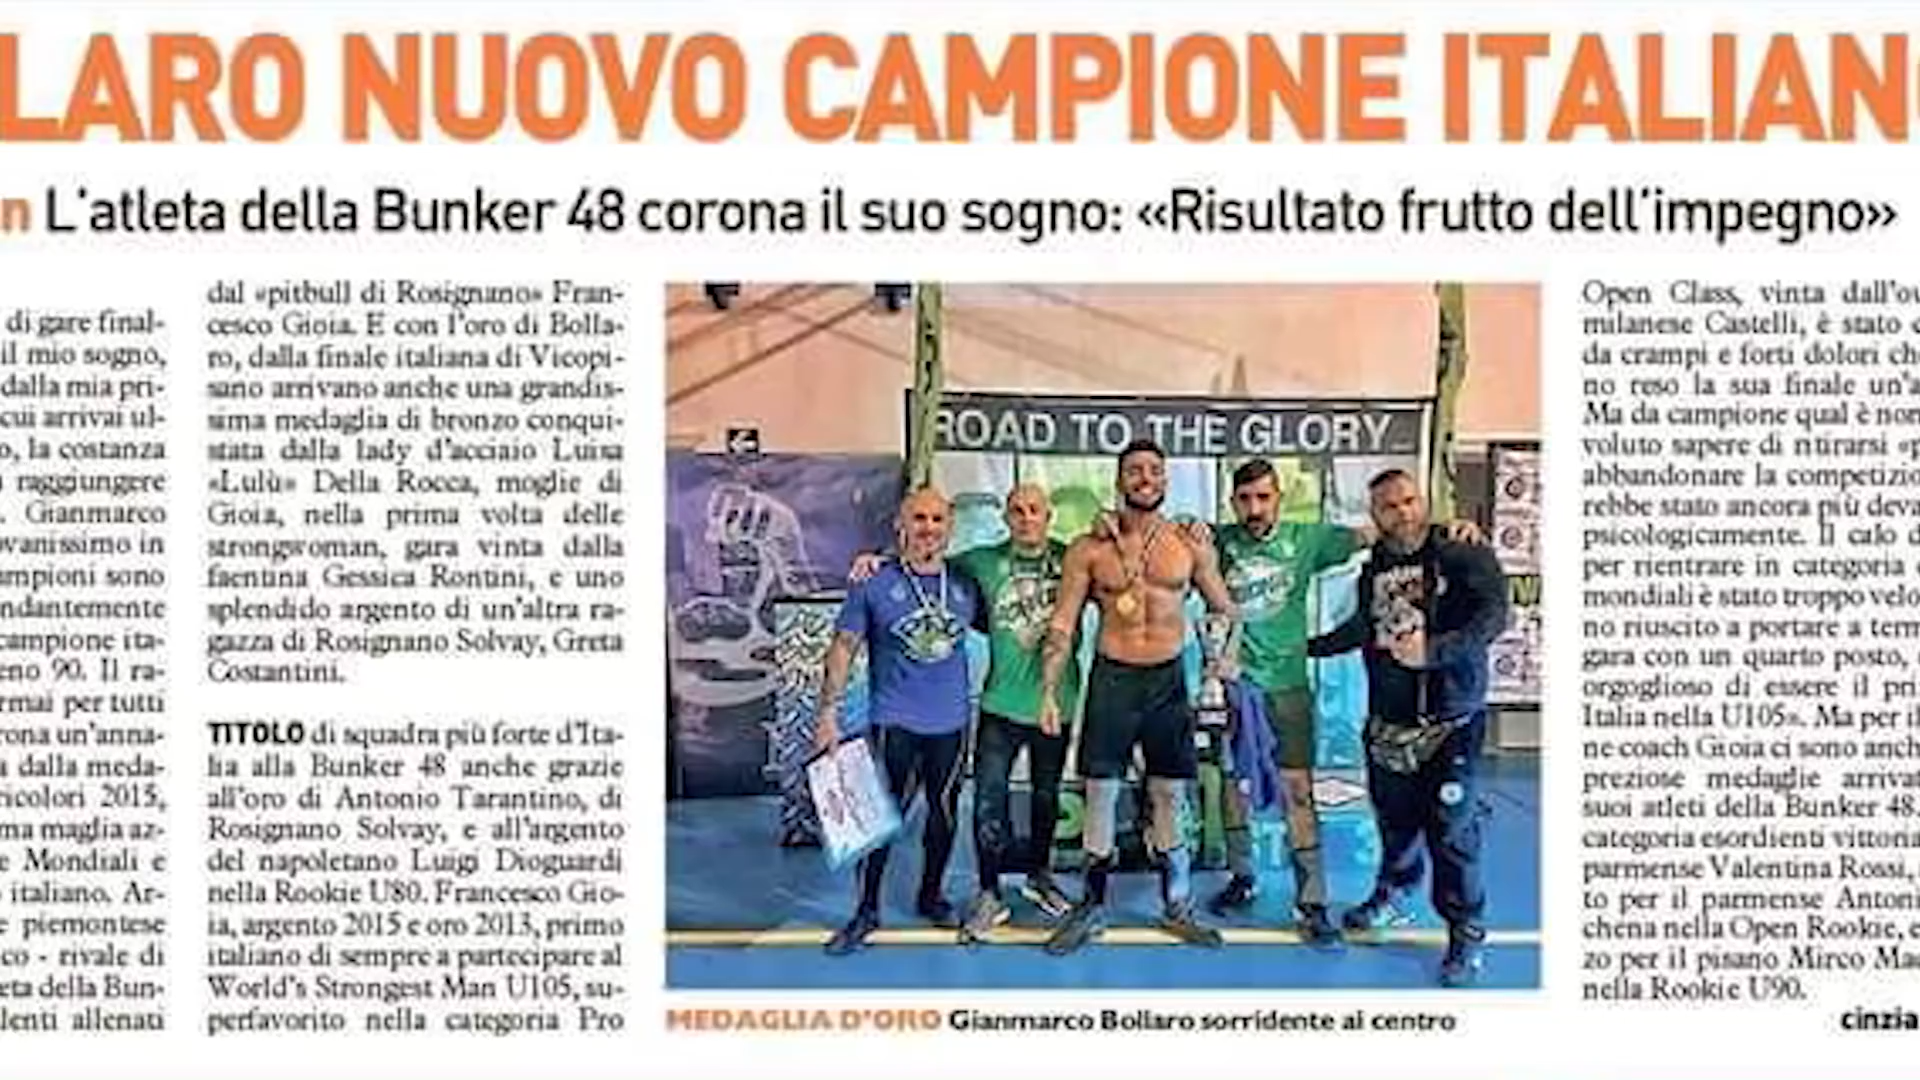 LARO NUOVO CAMPIONE ITALIANO
n L'atleta della Bunker 48 corona il suo sogno: «Risultato frutto dell'impegno»
di gare final-
il mio sogno,
dalla mia pri-
cui arrivai ul-
o, la costanza
raggiungere
. Gianmarco
ovanissimo in
ampioni sono
ndantemente
campione ita-
eno 90. Il ra-
rmai per tutti
rona un'anna-
a dalla meda-
ricolori 2015,
ma maglia az-
e Mondiali e
italiano. Ar-
e piemontese
co - rivale di
eta della Bun-
lenti allenati
dal «pitbull di Rosignano» Fran-
cesco Gioia. E con l'oro di Bolla-
ro, dalla finale italiana di Vicopi-
sano arrivano anche una grandis-
sima medaglia di bronzo conqui-
stata dalla lady d'acciaio Luisa
«Lulù» Della Rocca, moglie di
Gioia, nella prima volta delle
strongwoman, gara vinta dalla
faentina Gessica Rontini, e uno
splendido argento di un'altra ra-
gazza di Rosignano Solvay, Greta
Costantini.
TITOLO di squadra più forte d'Ita-
lia alla Bunker 48 anche grazie
all'oro di Antonio Tarantino, di
Rosignano Solvay, e all'argento
del napoletano Luigi Dioguardi
nella Rookie U80. Francesco Gio-
ia, argento 2015 e oro 2013, primo
italiano di sempre a partecipare al
World's Strongest Man U105, su-
perfavorito nella categoria Pro
ROAD TO THE GLORY
MEDAGLIA D'ORO Gianmarco Bollaro sorridente al centro
Open Class, vinta dall'ou
milanese Castelli, è stato c
da crampi e forti dolori che
no reso la sua finale un'a
Ma da campione qual è non
voluto sapere di ritirarsi «p
abbandonare la competizio
rebbe stato ancora più deva
psicologicamente. Il calo d
per rientrare in categoria
mondiali è stato troppo velo
no riuscito a portare a term
gara con un quarto posto,
orgoglioso di essere il pri
Italia nella U105». Ma per il
ne coach Gioia ci sono anch
preziose medaglie arrivat
suoi atleti della Bunker 48.
categoria esordienti vittoria
parmense Valentina Rossi,
to per il parmense Antoni
chena nella Open Rookie, e
zo per il pisano Mirco Mac
nella Rookie U90.
cinzia